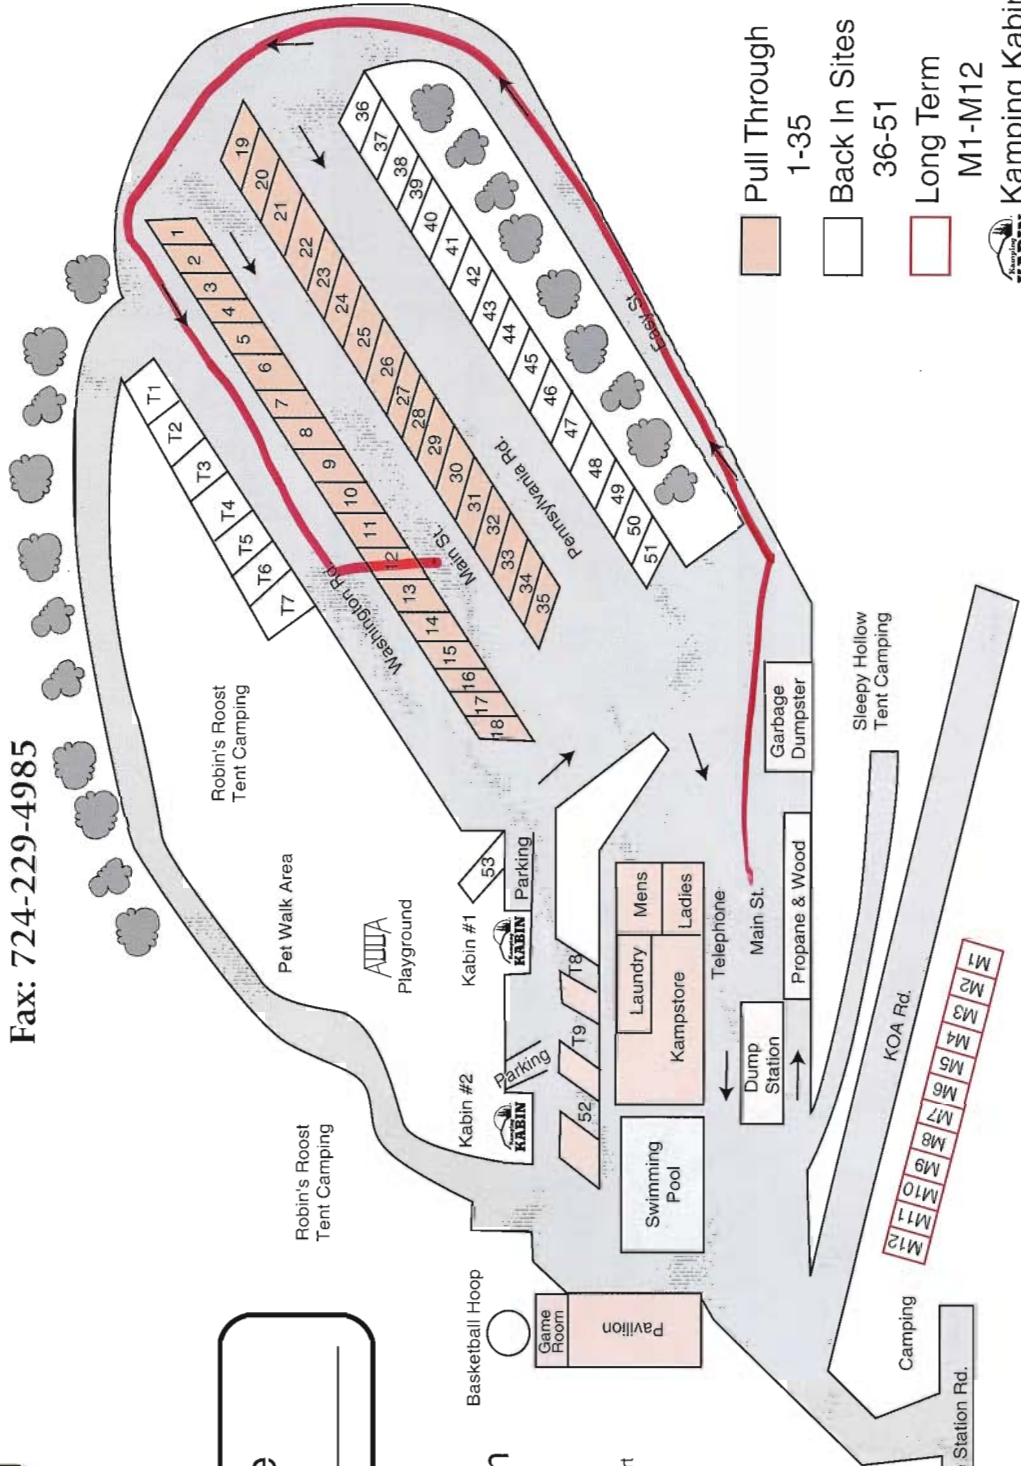 Fax: 724-229-4985
T1
T2
T3
T4
T5
T6
T7
1
2
3
4
5
6
7
8
9
10
11
12
13
14
15
16
17
18
19
20
21
22
23
24
25
26
27
28
29
30
31
32
33
34
35
36
37
38
39
40
41
42
43
44
45
46
47
48
49
50
51
Washington Rd.
Main St.
Pennsylvania Rd.
Easy St.
Pull Through
1-35
Back In Sites
36-51
Long Term
M1-M12
Kamping Kabin
Robin's Roost
Tent Camping
Pet Walk Area
Playground
53
Parking
Kabin #1
Kamping
KABIN
Kabin #2
Kamping
KABIN
Parking
T8
T9
52
Mens
Ladies
Laundry
Kampstore
Telephone
Main St.
Garbage
Dumpster
Propane & Wood
Dump
Station
Swimming
Pool
Sleepy Hollow
Tent Camping
KOA Rd.
M1
M2
M3
M4
M5
M6
M7
M8
M9
M10
M11
M12
Robin's Roost
Tent Camping
Basketball Hoop
Game
Room
Pavilion
Camping
Station Rd.